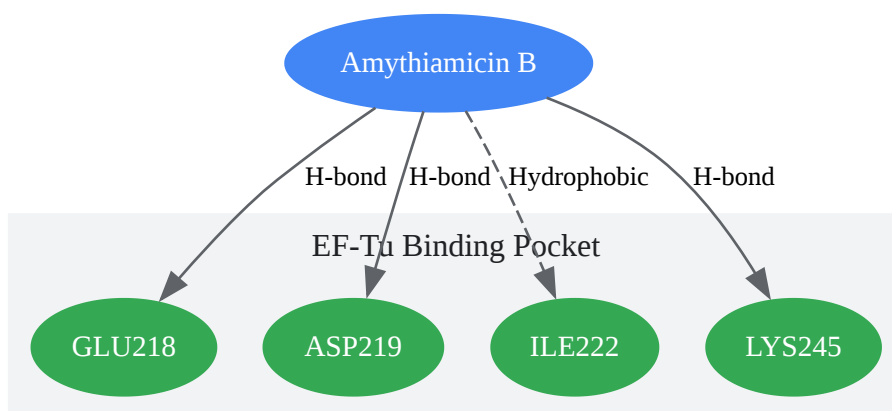 Amythiamicin B
H-bond H-bond Hydrophobic H-bond
EF-Tu Binding Pocket
GLU218 ASP219 ILE222 LYS245